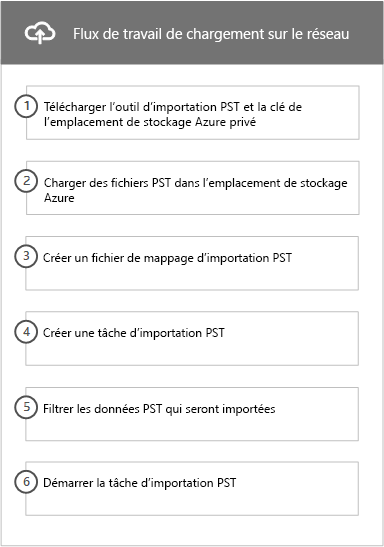 Flux de travail de chargement sur le réseau
1 Télécharger l’outil d’importation PST et la clé de
l’emplacement de stockage Azure privé
2 Charger des fichiers PST dans l’emplacement de stockage
Azure
3 Créer un fichier de mappage d’importation PST
4 Créer une tâche d’importation PST
5 Filtrer les données PST qui seront importées
6 Démarrer la tâche d’importation PST